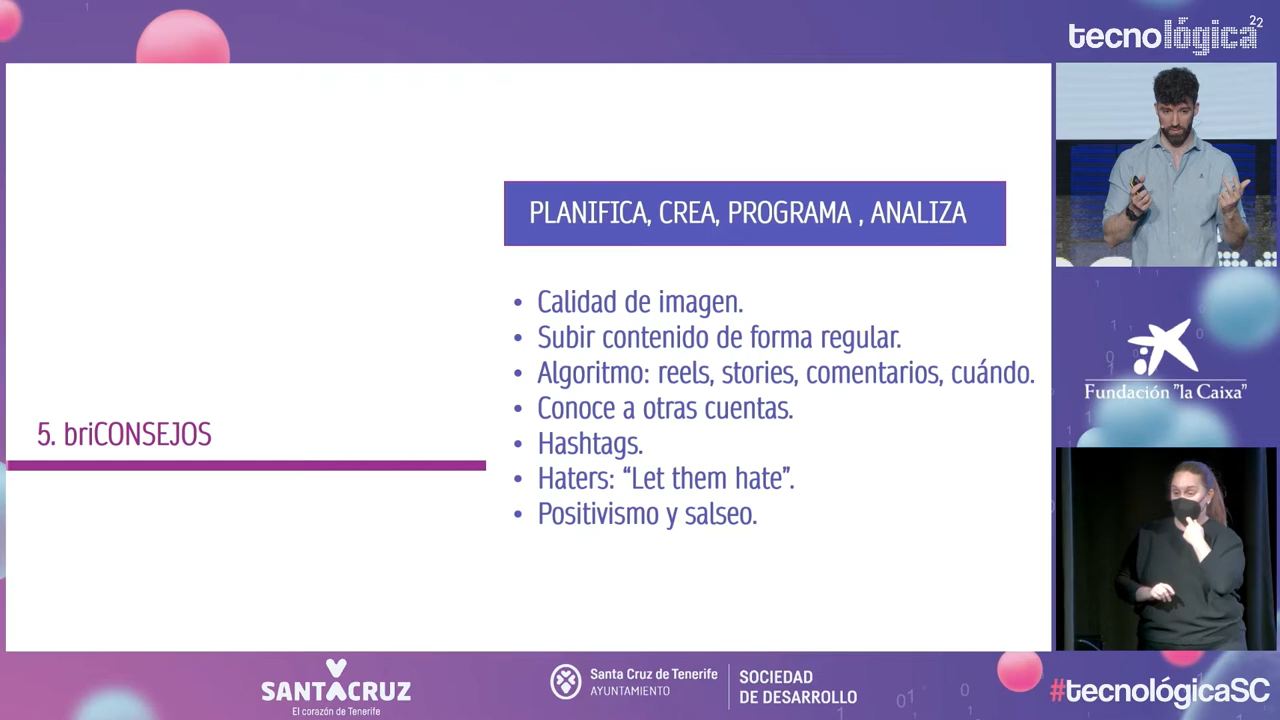 tecnológica22
PLANIFICA, CREA, PROGRAMA , ANALIZA
• Calidad de imagen.
• Subir contenido de forma regular.
• Algoritmo: reels, stories, comentarios, cuándo.
• Conoce a otras cuentas.
• Hashtags.
• Haters: “Let them hate”.
• Positivismo y salseo.
5. briCONSEJOS
Fundación "la Caixa"
SANTACRUZ
El corazón de Tenerife
Santa Cruz de Tenerife
AYUNTAMIENTO
SOCIEDAD
DE DESARROLLO
#tecnológicaSC